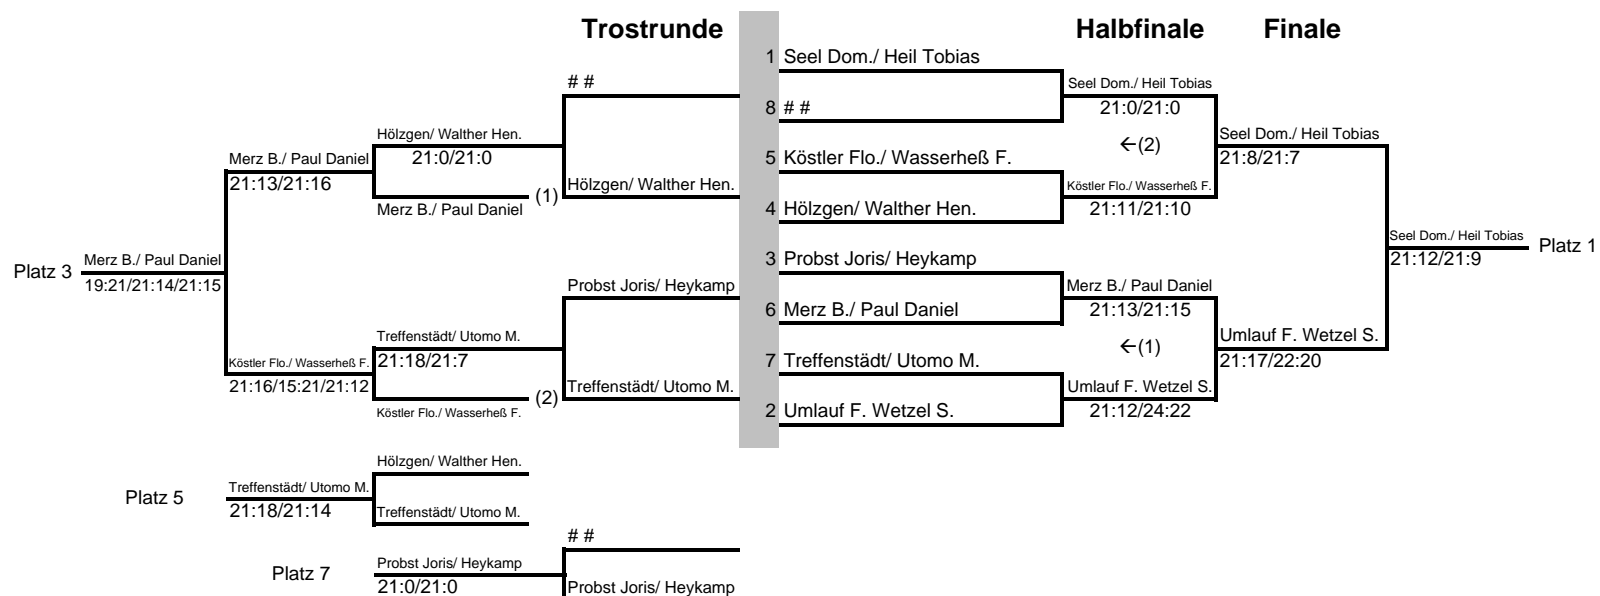 Trostrunde
Halbfinale
Finale
1 Seel Dom./ Heil Tobias
# #
Seel Dom./ Heil Tobias
8 # #
21:0/21:0
Hölzgen/ Walther Hen.
Seel Dom./ Heil Tobias
Merz B./ Paul Daniel
21:0/21:0
←(2)
21:8/21:7
5 Köstler Flo./ Wasserheß F.
21:13/21:16
Hölzgen/ Walther Hen.
Köstler Flo./ Wasserheß F.
(1)
Merz B./ Paul Daniel
4 Hölzgen/ Walther Hen.
21:11/21:10
Seel Dom./ Heil Tobias
Platz 1
21:12/21:9
Platz 3
Merz B./ Paul Daniel
19:21/21:14/21:15
3 Probst Joris/ Heykamp
Probst Joris/ Heykamp
Merz B./ Paul Daniel
6 Merz B./ Paul Daniel
21:13/21:15
Treffenstädt/ Utomo M.
Umlauf F. Wetzel S.
←(1)
Köstler Flo./ Wasserheß F.
21:18/21:7
7 Treffenstädt/ Utomo M.
21:17/22:20
21:16/15:21/21:12
Treffenstädt/ Utomo M.
Umlauf F. Wetzel S.
(2)
Köstler Flo./ Wasserheß F.
2 Umlauf F. Wetzel S.
21:12/24:22
Hölzgen/ Walther Hen.
Platz 5
Treffenstädt/ Utomo M.
21:18/21:14
Treffenstädt/ Utomo M.
# #
Platz 7
Probst Joris/ Heykamp
21:0/21:0
Probst Joris/ Heykamp